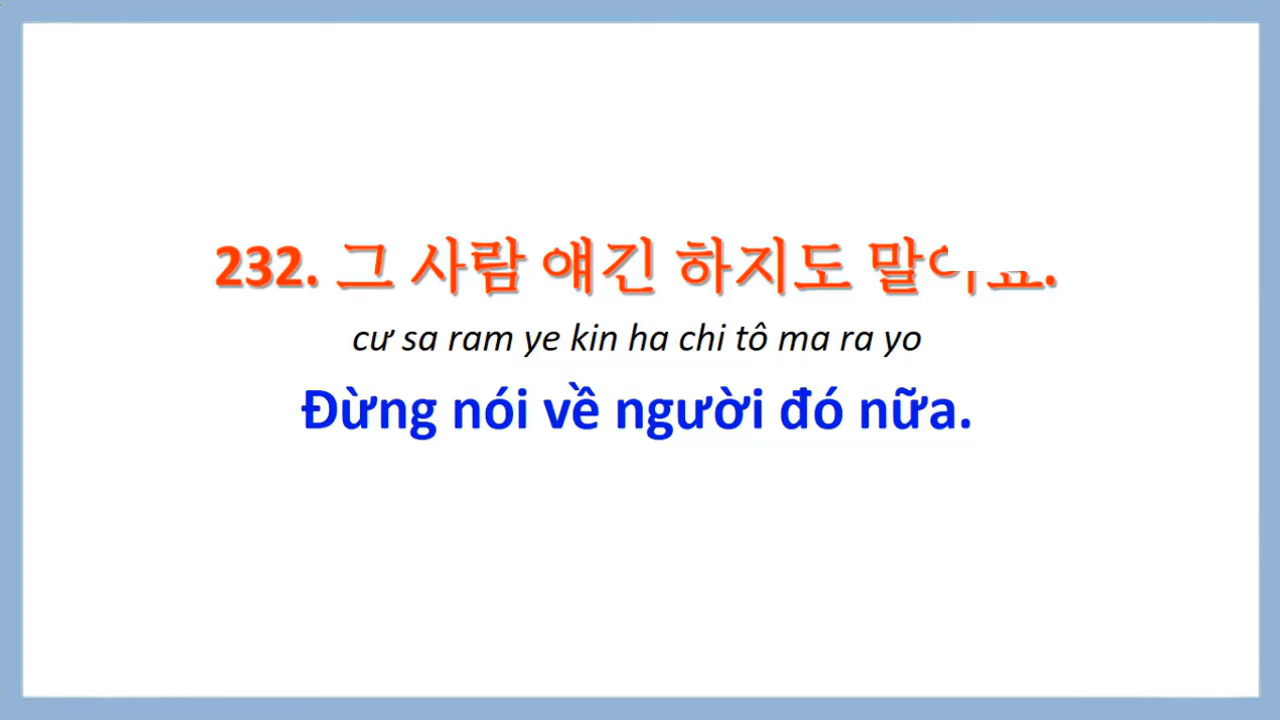 232. 그 사람 얘긴 하지도
cư sa ram ye kin ha chi tô ma ra yo
Đừng nói về người đó nữa.